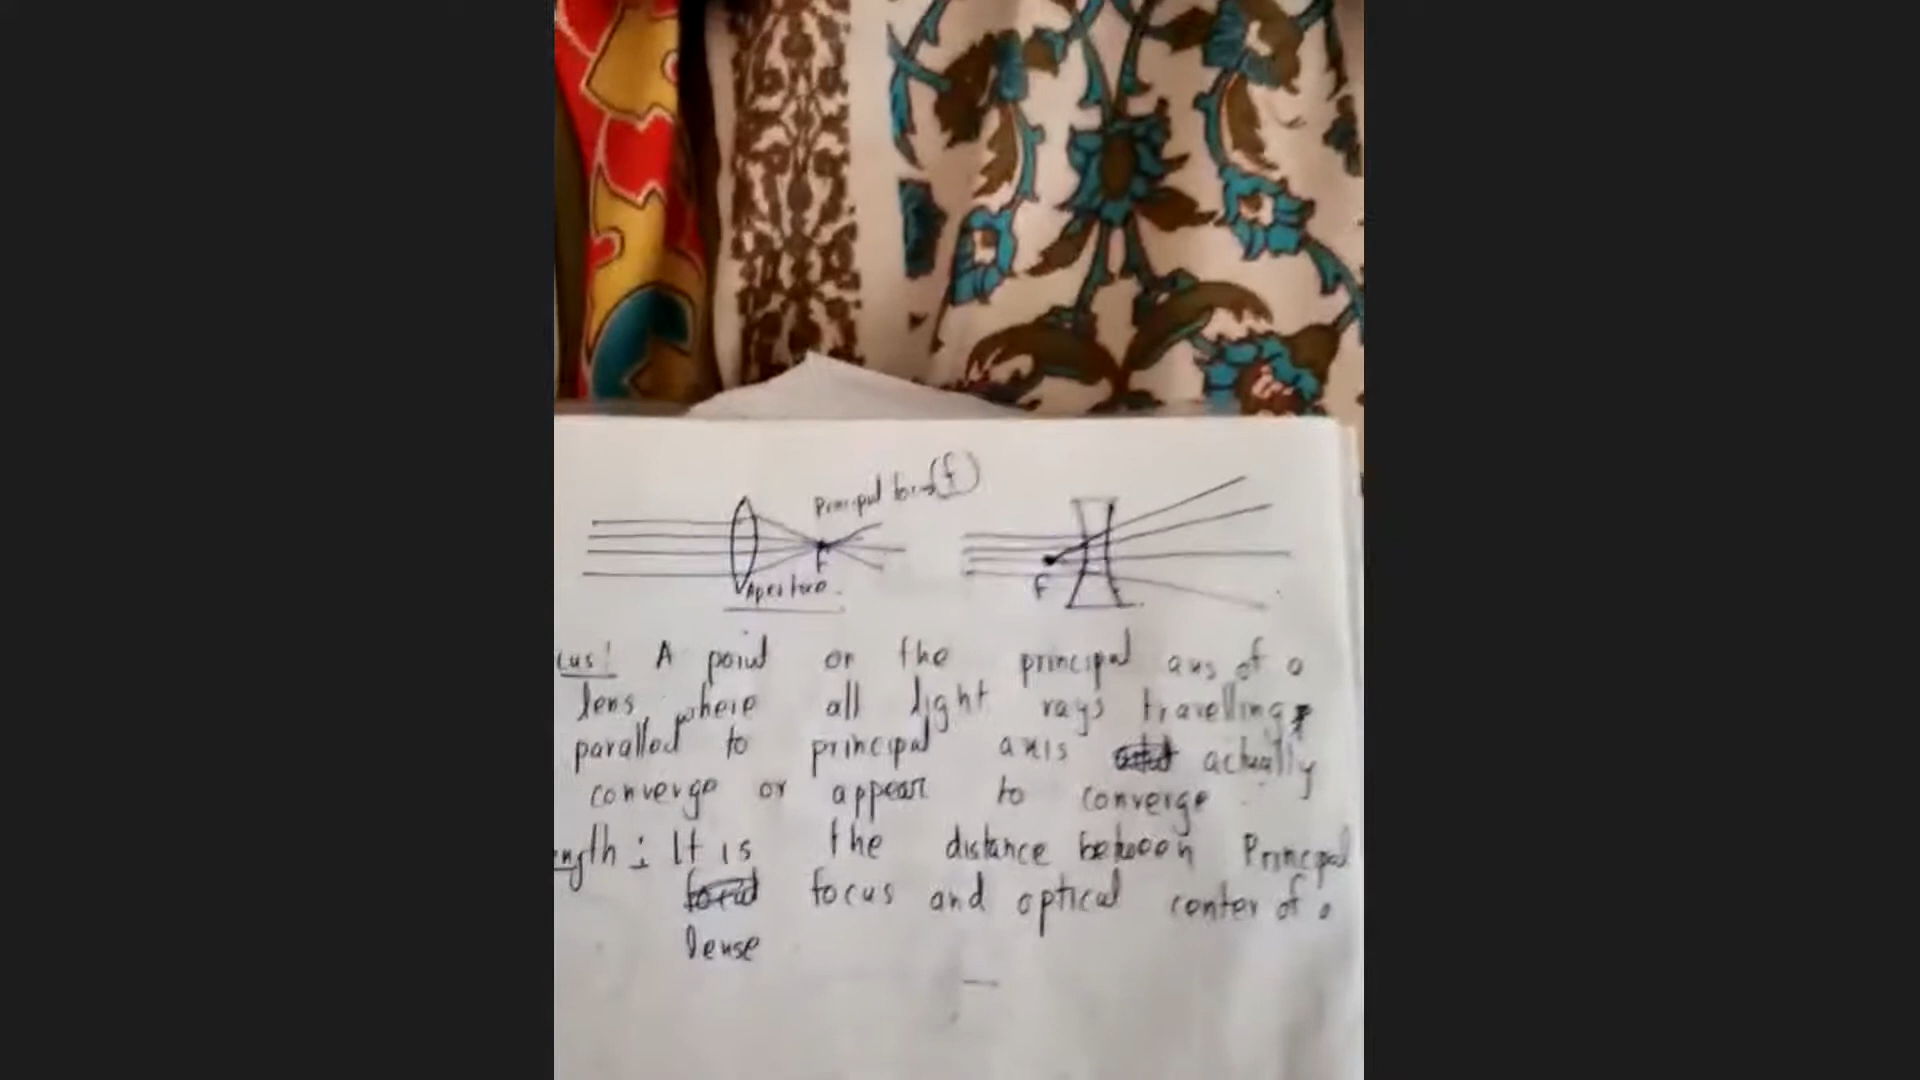 Principal focus (f)
F
Aperture.
F
cus: A point on the principal axis of a
lens, where all light rays travelling
parallel to principal axis actually
converge or appear to converge
ength : It is the distance between Principal
focus and optical center of a
lense